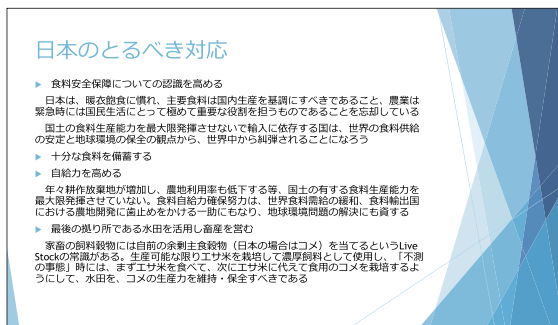 日本のとるべき対応
▶ 食料安全保障についての認識を高める
日本は、暖衣飽食に慣れ、主要食料は国内生産を基調にすべきであること、農業は
緊急時には国民生活にとって極めて重要な役割を担うものであることを忘却している
国土の食料生産能力を最大限発揮させないで輸入に依存する国は、世界の食料供給
の安定と地球環境の保全の観点から、世界中から糾弾されることになろう
▶ 十分な食料を備蓄する
▶ 自給力を高める
年々耕作放棄地が増加し、農地利用率も低下する等、国土の有する食料生産能力を
最大限発揮させていない。食料自給力確保努力は、世界食料需給の緩和、食料輸出国
における農地開発に歯止めをかける一助にもなり、地球環境問題の解決にも資する
▶ 最後の拠り所である水田を活用し畜産を営む
家畜の飼料穀物には自前の余剰主食穀物（日本の場合はコメ）を当てるというLive
Stockの常識がある。生産可能な限りエサ米を栽培して濃厚飼料として使用し、「不測
の事態」時には、まずエサ米を食べて、次にエサ米に代えて食用のコメを栽培するよ
うにして、水田を、コメの生産力を維持・保全すべきである